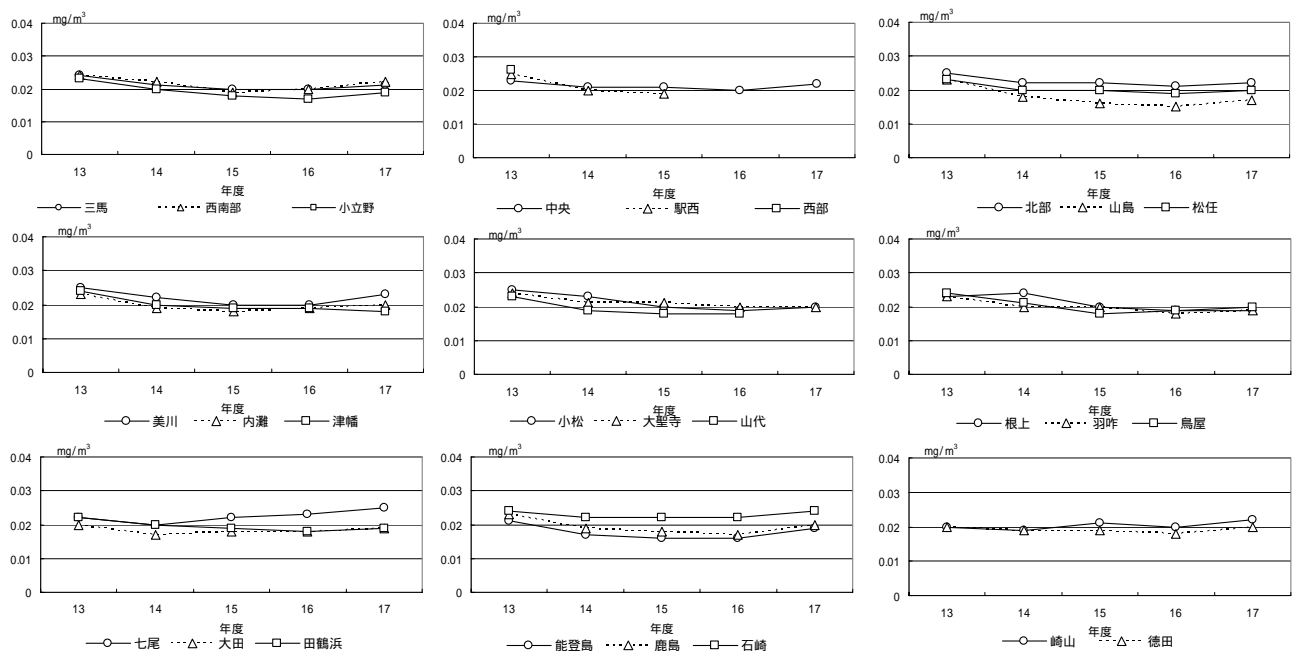 mg/m³
0.04
0.03
0.02
0.01
0
13 14 15 16 17
年度
三馬 西南部 小立野
mg/m³
0.04
0.03
0.02
0.01
0
13 14 15 16 17
年度
中央 駅西 西部
mg/m³
0.04
0.03
0.02
0.01
0
13 14 15 16 17
年度
北部 山島 松任
mg/m³
0.04
0.03
0.02
0.01
0
13 14 15 16 17
年度
美川 内灘 津幡
mg/m³
0.04
0.03
0.02
0.01
0
13 14 15 16 17
年度
小松 大聖寺 山代
mg/m³
0.04
0.03
0.02
0.01
0
13 14 15 16 17
年度
根上 羽咋 鳥屋
mg/m³
0.04
0.03
0.02
0.01
0
13 14 15 16 17
年度
七尾 大田 田鶴浜
mg/m³
0.04
0.03
0.02
0.01
0
13 14 15 16 17
年度
能登島 鹿島 石崎
mg/m³
0.04
0.03
0.02
0.01
0
13 14 15 16 17
年度
崎山 徳田